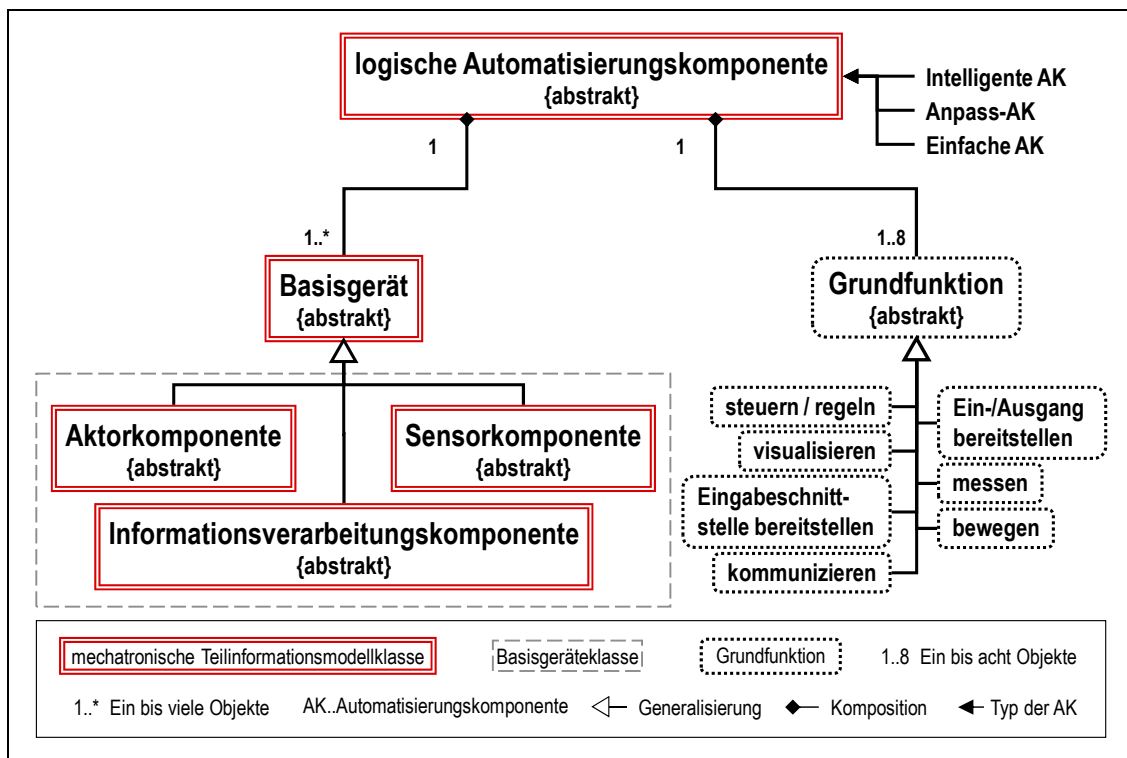 logische Automatisierungskomponente
{abstrakt}
Intelligente AK
Anpass-AK
Einfache AK
1
1
1..*
1..8
Basisgerät
{abstrakt}
Grundfunktion
{abstrakt}
Aktorkomponente
{abstrakt}
Sensorkomponente
{abstrakt}
Informationsverarbeitungskomponente
{abstrakt}
steuern / regeln
visualisieren
Eingabeschnitt-
stelle bereitstellen
kommunizieren
Ein-/Ausgang
bereitstellen
messen
bewegen
mechatronische Teilinformationsmodellklasse
Basisgeräteklasse
Grundfunktion
1..8 Ein bis acht Objekte
1..* Ein bis viele Objekte
AK..Automatisierungskomponente
Generalisierung
Komposition
Typ der AK